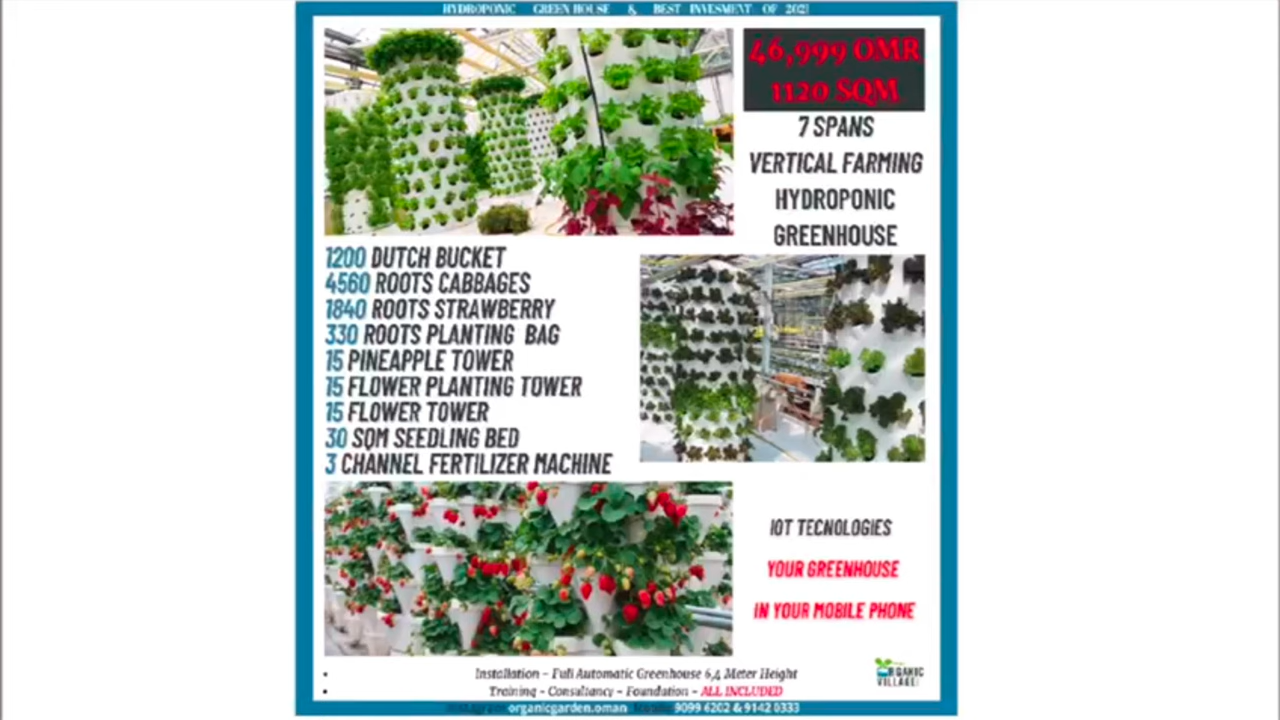 HYDROPONIC GREEN HOUSE & BEST INVESMENT OF 2021
46,999 OMR
1120 SQM
7 SPANS
VERTICAL FARMING
HYDROPONIC
GREENHOUSE
1200 DUTCH BUCKET
4560 ROOTS CABBAGES
1840 ROOTS STRAWBERRY
330 ROOTS PLANTING BAG
15 PINEAPPLE TOWER
15 FLOWER PLANTING TOWER
15 FLOWER TOWER
30 SQM SEEDLING BED
3 CHANNEL FERTILIZER MACHINE
IOT TECNOLOGIES
YOUR GREENHOUSE
IN YOUR MOBILE PHONE
Installation – Full Automatic Greenhouse 6,4 Meter Height
Training – Consultancy – Foundation – ALL INCLUDED
ORGANIC
VILLAGE
organicgarden.oman 9099 6202 & 9142 0333